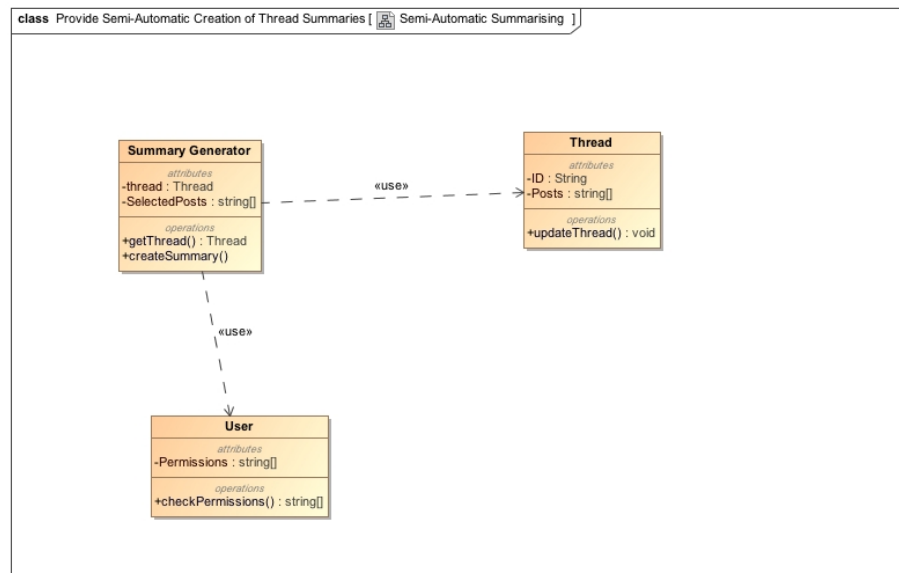 class Provide Semi-Automatic Creation of Thread Summaries [ Semi-Automatic Summarising ]
Summary Generator
attributes
-thread : Thread
-SelectedPosts : string[]
operations
+getThread() : Thread
+createSummary()
«use»
Thread
attributes
-ID : String
-Posts : string[]
operations
+updateThread() : void
«use»
User
attributes
-Permissions : string[]
operations
+checkPermissions() : string[]